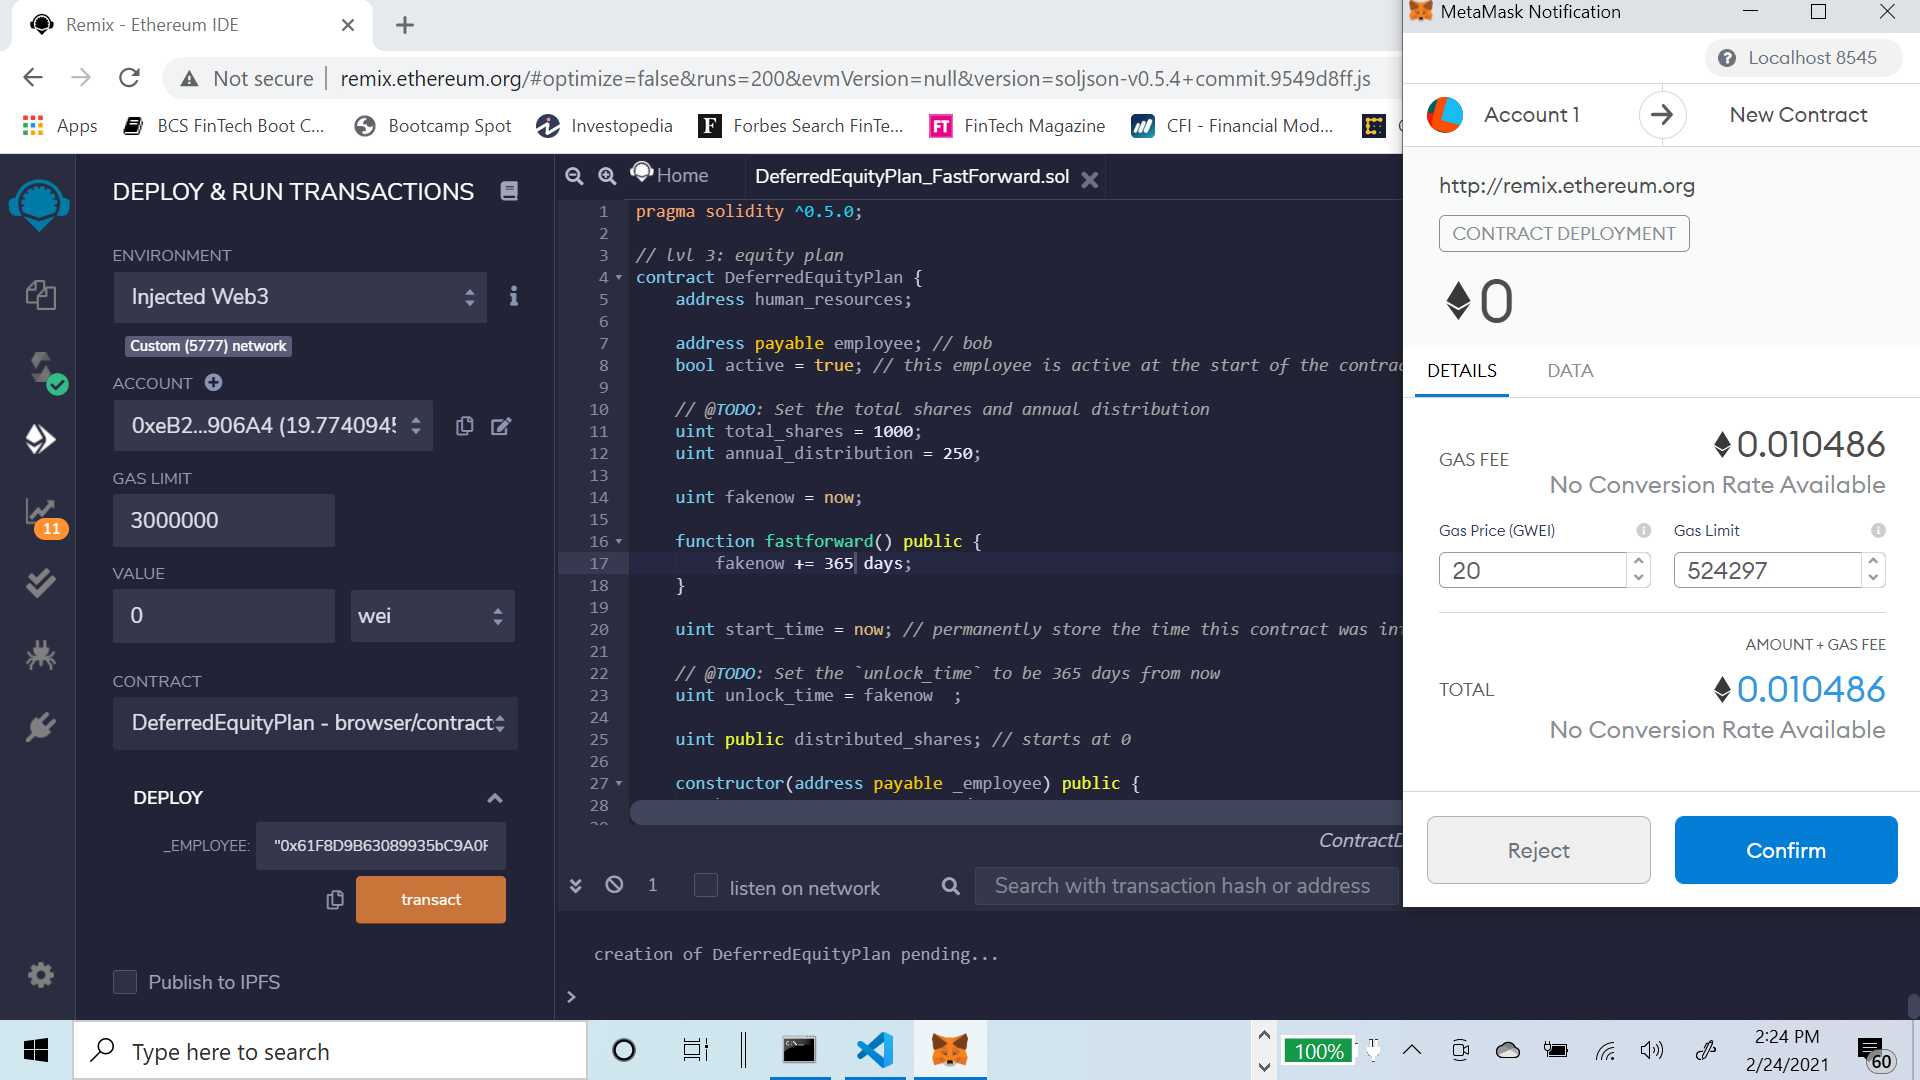 Remix - Ethereum IDE
Not secure
remix.ethereum.org/#optimize=false&runs=200&evmVersion=null&version=soljson-v0.5.4+commit.9549d8ff.js
Apps
BCS FinTech Boot C...
Bootcamp Spot
Investopedia
Forbes Search FinTe...
FinTech Magazine
CFI - Financial Mod...
DEPLOY & RUN TRANSACTIONS
ENVIRONMENT
Injected Web3
Custom (5777) network
ACCOUNT
0xeB2...906A4 (19.7740945
GAS LIMIT
3000000
VALUE
0
wei
CONTRACT
DeferredEquityPlan - browser/contract
DEPLOY
_EMPLOYEE:
"0x61F8D9B63089935bC9A0F
transact
Publish to IPFS
11
Home
DeferredEquityPlan_FastForward.sol
1 pragma solidity ^0.5.0;
2
3 // lvl 3: equity plan
4 contract DeferredEquityPlan {
5 address human_resources;
6
7 address payable employee; // bob
8 bool active = true; // this employee is active at the start of the contrac
9
10 // @TODO: Set the total shares and annual distribution
11 uint total_shares = 1000;
12 uint annual_distribution = 250;
13
14 uint fakenow = now;
15
16 function fastforward() public {
17 fakenow += 365 days;
18 }
19
20 uint start_time = now; // permanently store the time this contract was in
21
22 // @TODO: Set the `unlock_time` to be 365 days from now
23 uint unlock_time = fakenow  ;
24
25 uint public distributed_shares; // starts at 0
26
27 constructor(address payable _employee) public {
28
ContractD
1
listen on network
Search with transaction hash or address
creation of DeferredEquityPlan pending...
>
MetaMask Notification
Localhost 8545
Account 1
New Contract
http://remix.ethereum.org
CONTRACT DEPLOYMENT
0
DETAILS
DATA
GAS FEE
0.010486
No Conversion Rate Available
Gas Price (GWEI)
Gas Limit
20
524297
AMOUNT + GAS FEE
TOTAL
0.010486
No Conversion Rate Available
Reject
Confirm
Type here to search
100%
2:24 PM
2/24/2021
60